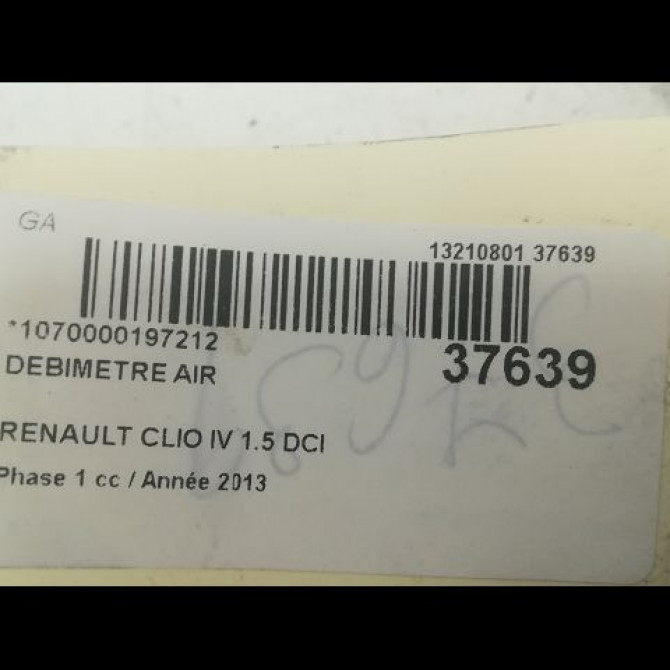 GA
13210801 37639
*1070000197212
37639
DEBIMETRE AIR
RENAULT CLIO IV 1.5 DCI
Phase 1 cc / Année 2013